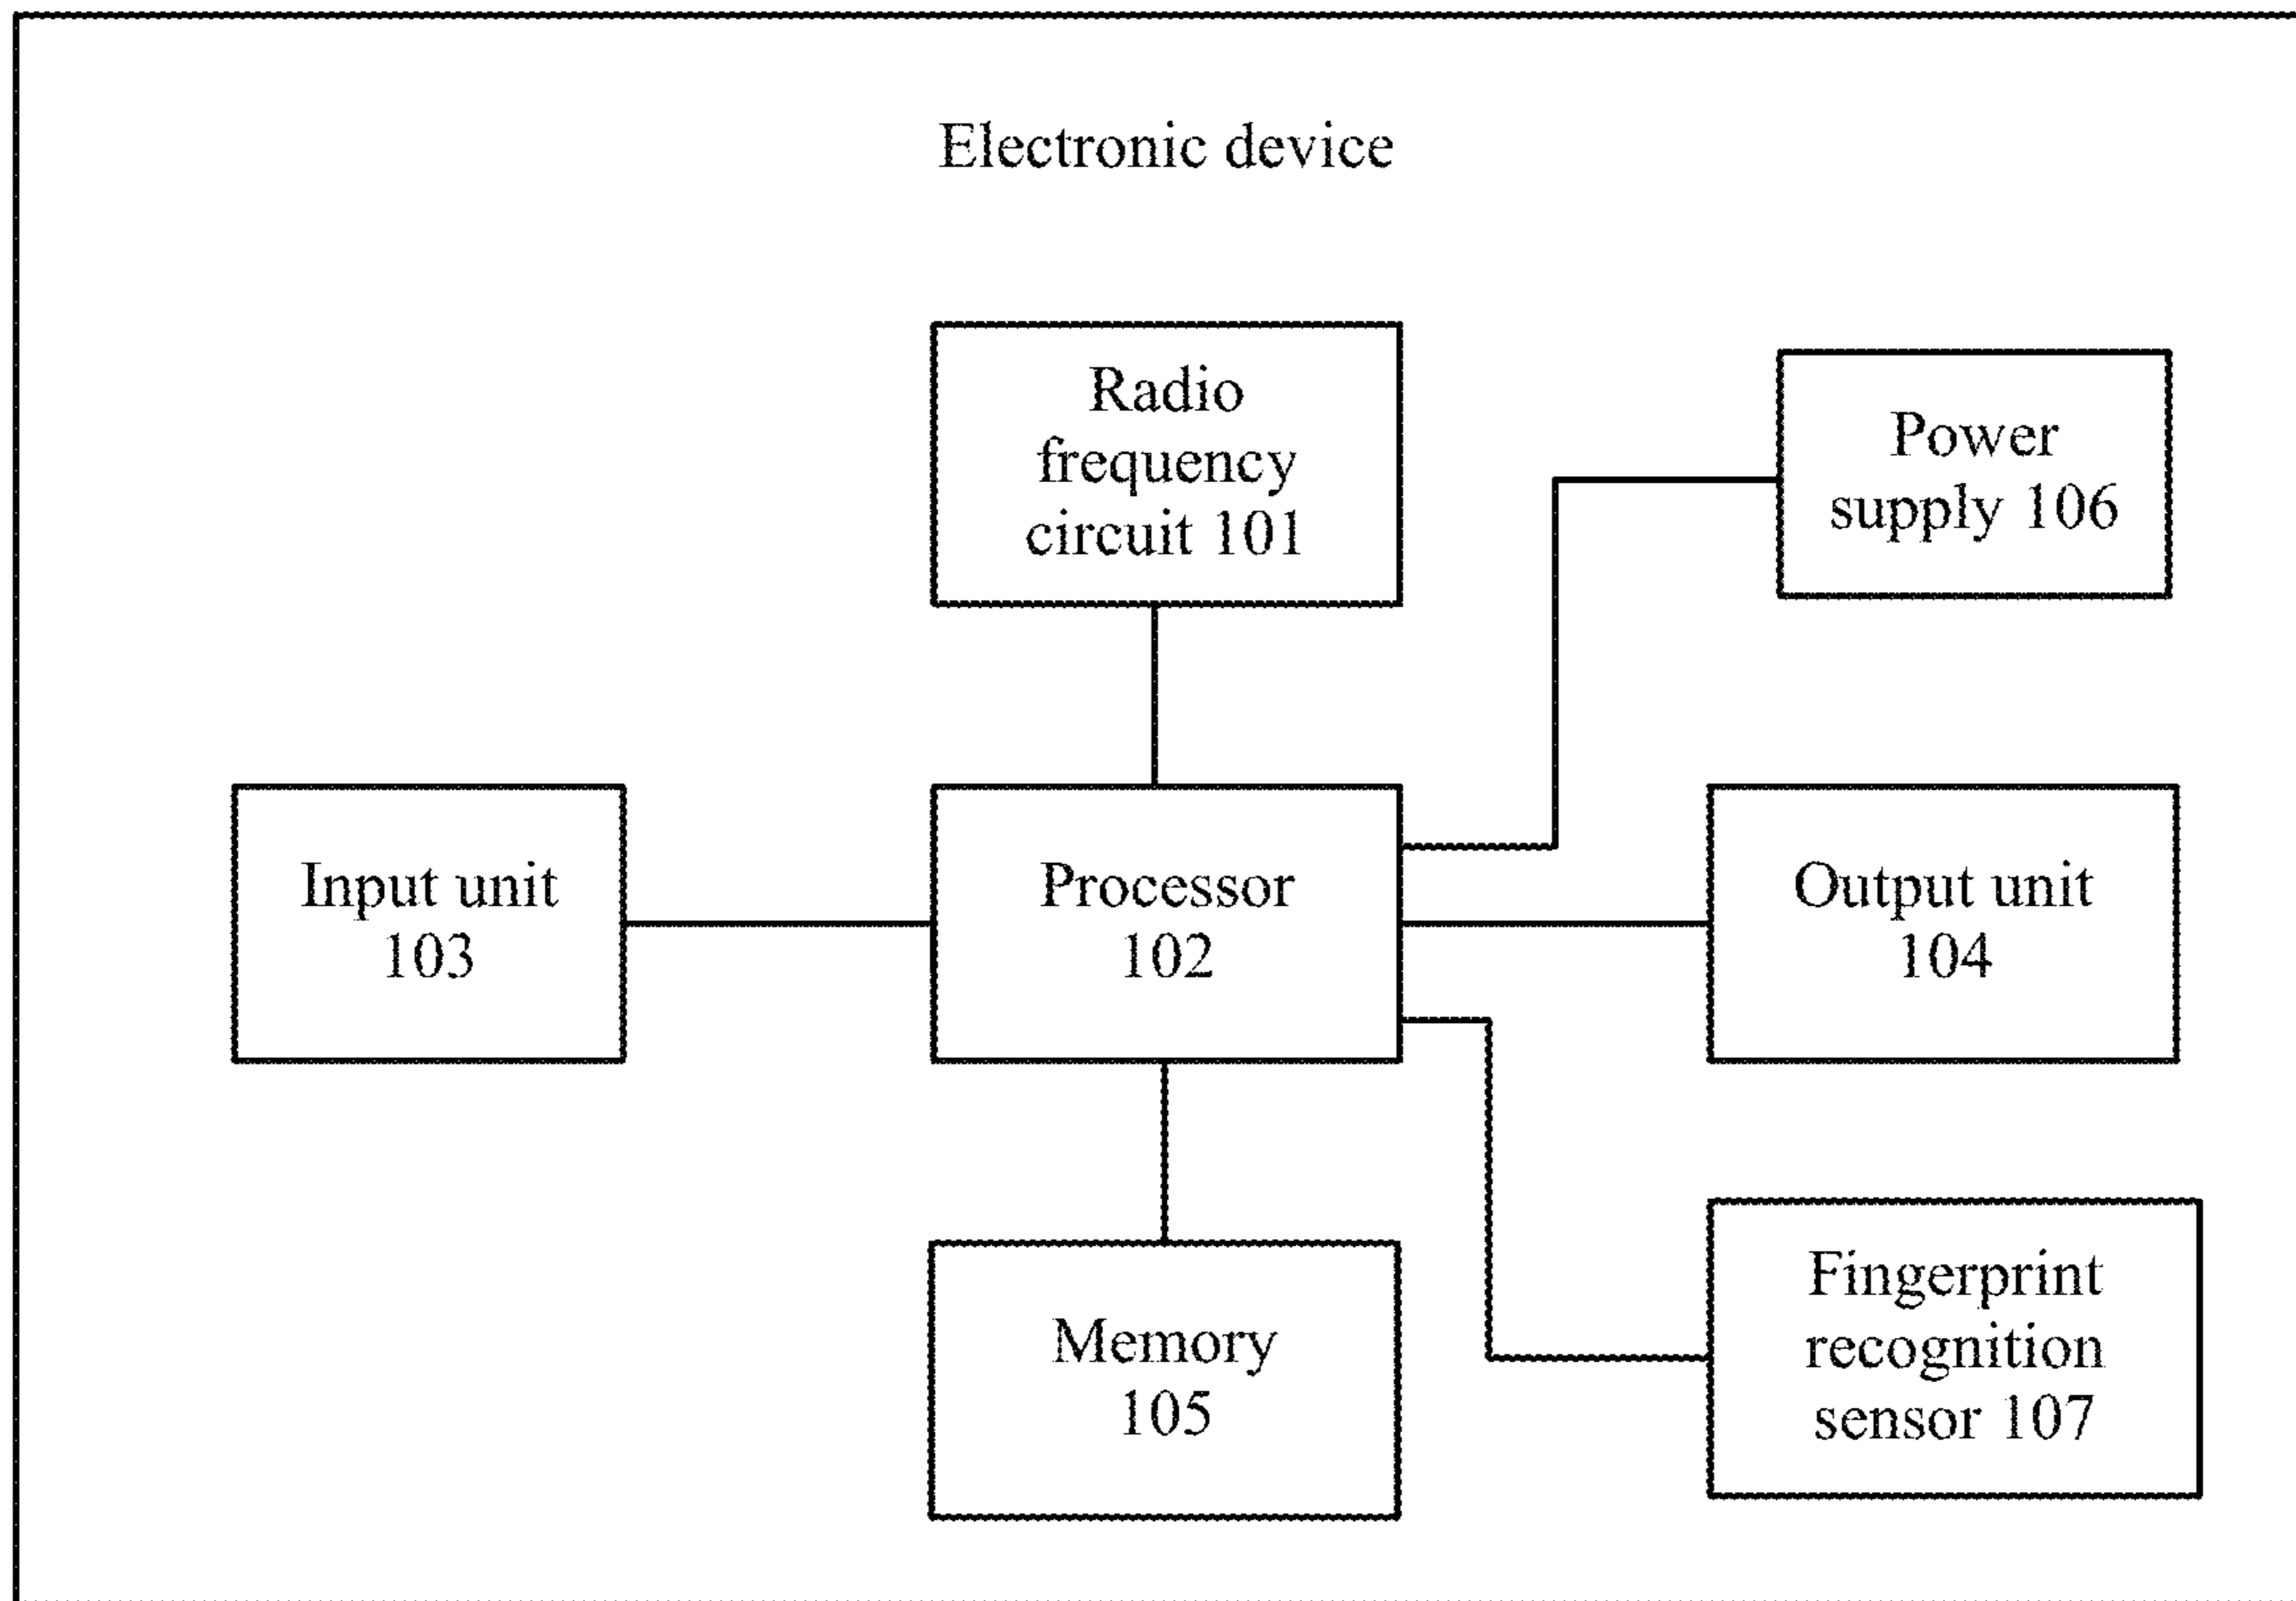 Electronic device
Radio
frequency
circuit 101
Power
supply 106
Input unit
103
Processor
102
Output unit
104
Memory
105
Fingerprint
recognition
sensor 107